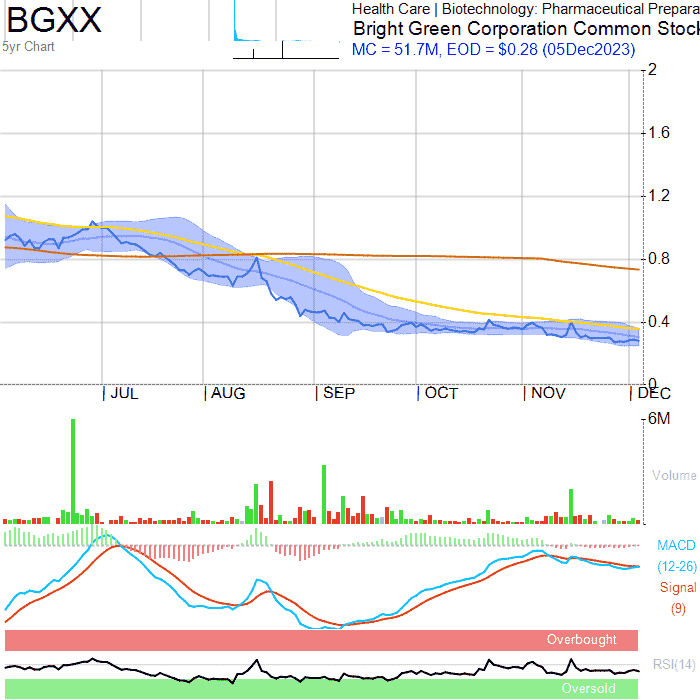 BGXX
5yr Chart
Health Care | Biotechnology: Pharmaceutical Prepara
Bright Green Corporation Common Stock
MC = 51.7M, EOD = $0.28 (05Dec2023)
2
1.6
1.2
0.8
0.4
0
JUL AUG SEP OCT NOV DEC
6M
Volume
MACD
(12-26)
Signal
(9)
Overbought
RSI(14)
Oversold